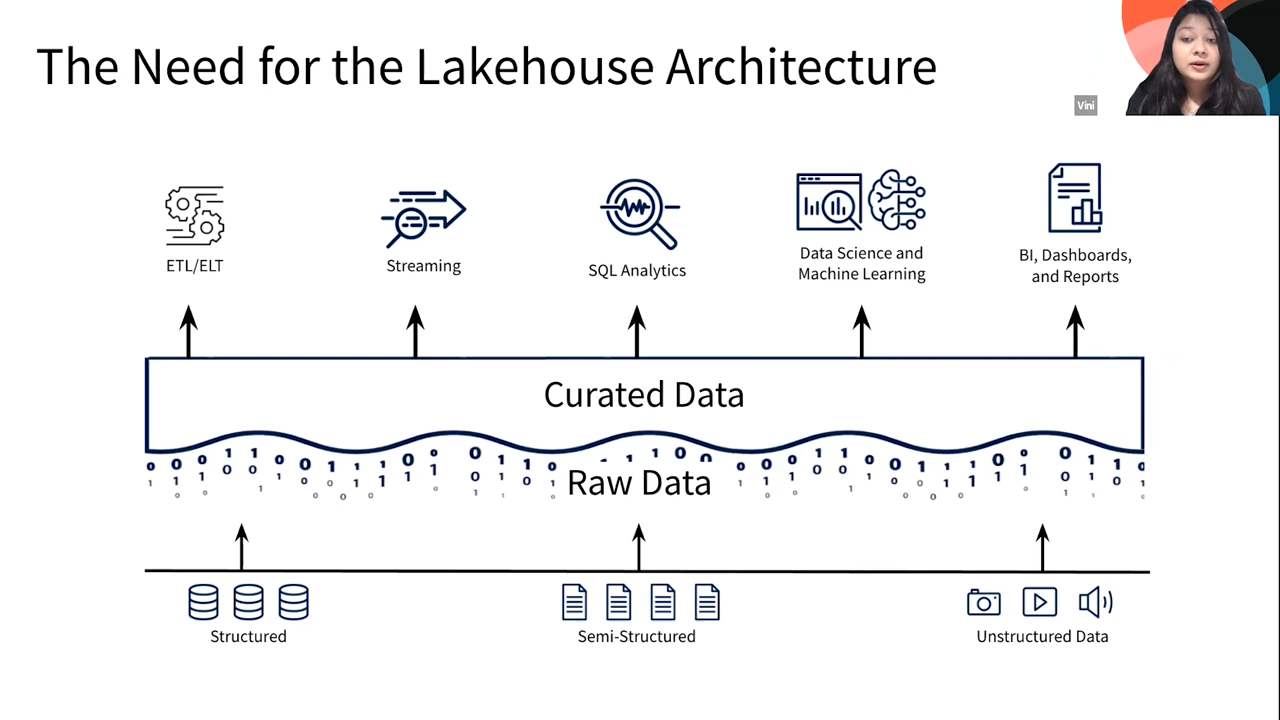 The Need for the Lakehouse Architecture
Vini
ETL/ELT
Streaming
SQL Analytics
Data Science and
Machine Learning
BI, Dashboards,
and Reports
Curated Data
Raw Data
Structured
Semi-Structured
Unstructured Data